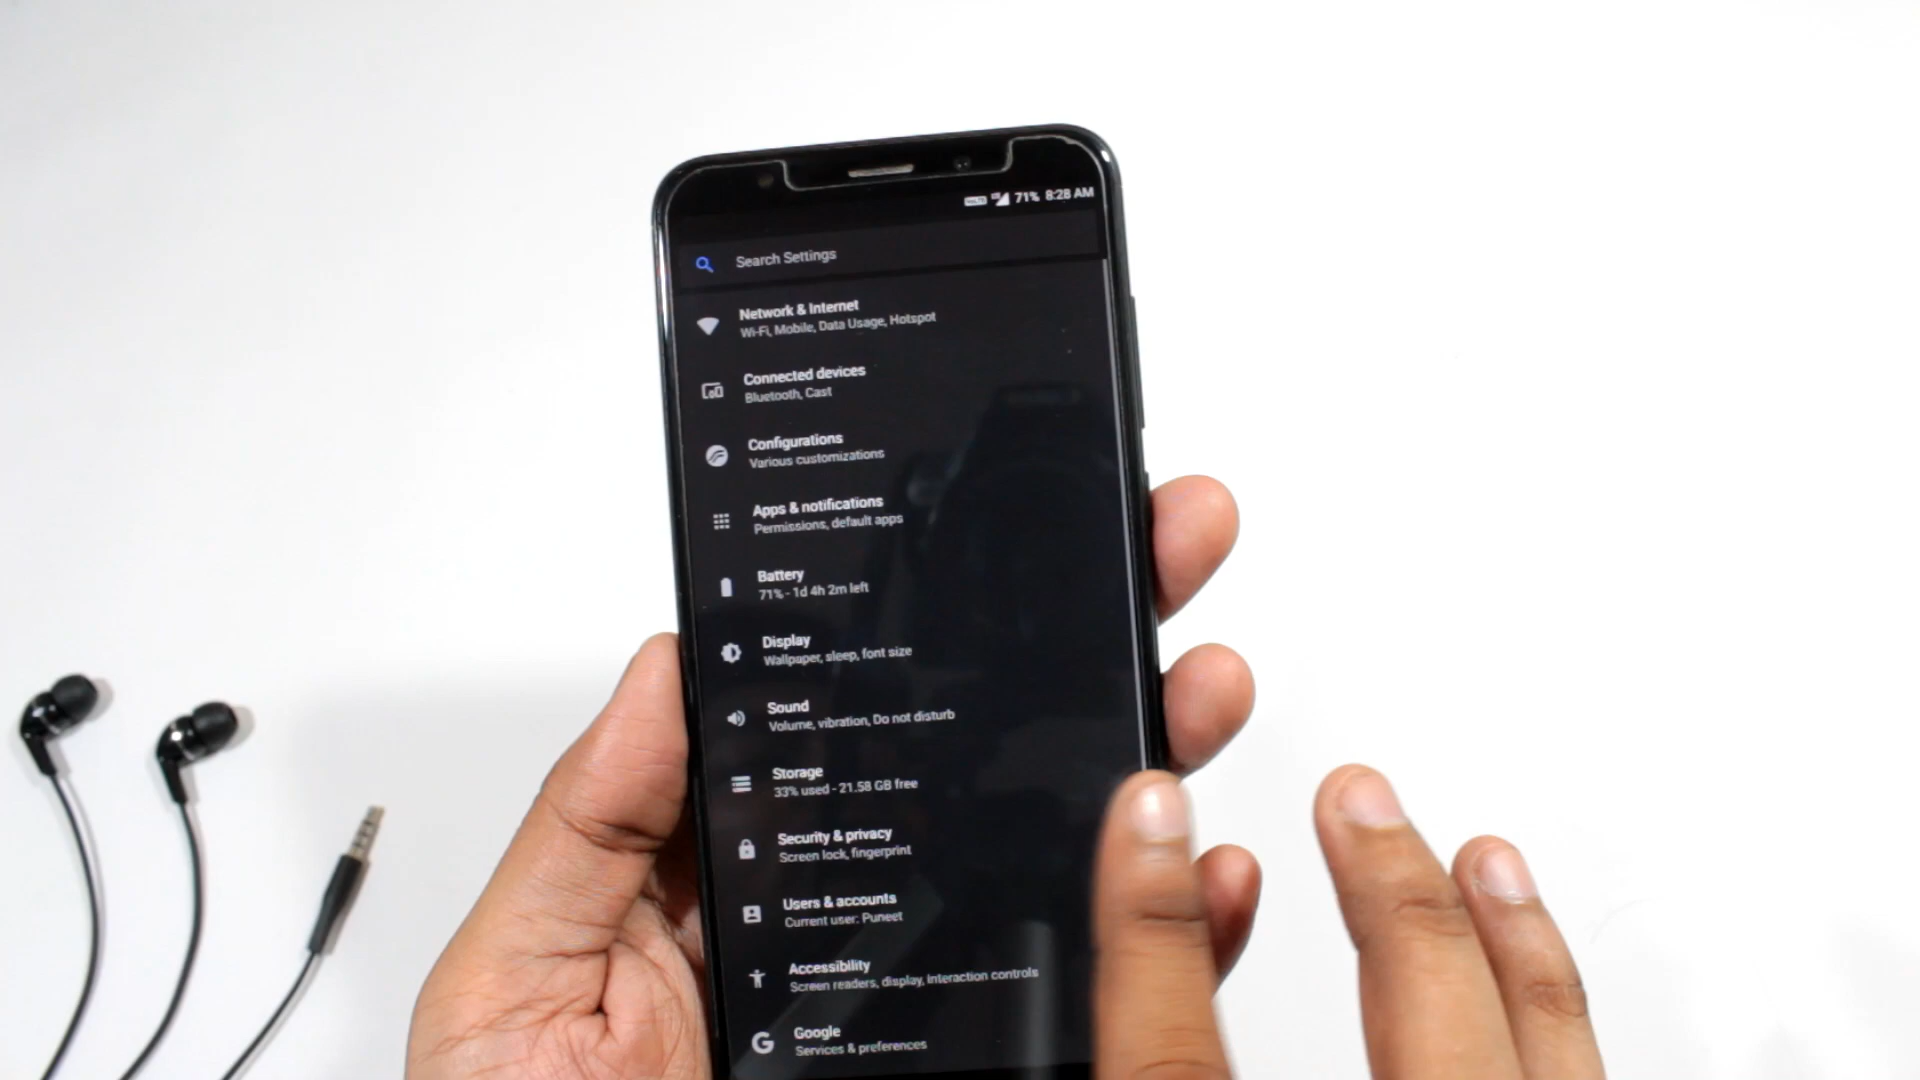 71% 8:28 AM
Search Settings
Network & Internet
Wi-Fi, Mobile, Data Usage, Hotspot
Connected devices
Bluetooth, Cast
Configurations
Various customizations
Apps & notifications
Permissions, default apps
Battery
71% - 1d 4h 2m left
Display
Wallpaper, sleep, font size
Sound
Volume, vibration, Do not disturb
Storage
33% used - 21.58 GB free
Security & privacy
Screen lock, fingerprint
Users & accounts
Current user: Puneet
Accessibility
Screen readers, display, interaction controls
Google
Services & preferences